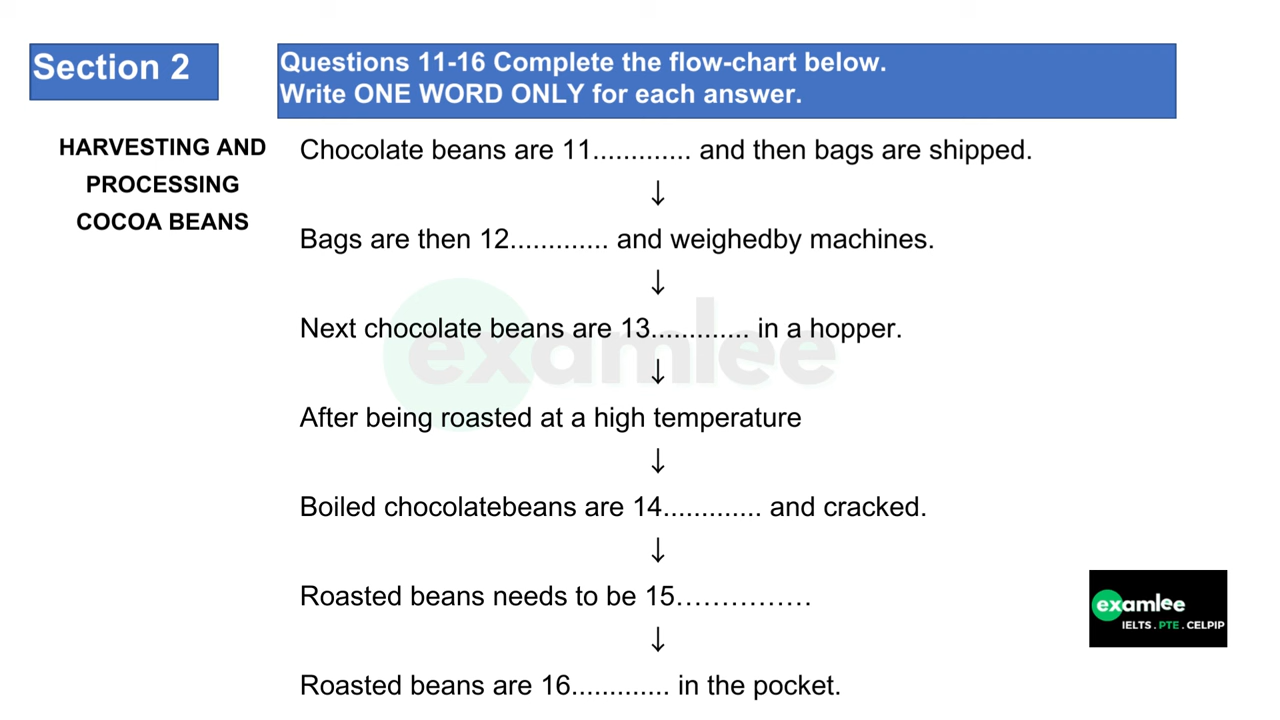 Section 2
Questions 11-16 Complete the flow-chart below.
Write ONE WORD ONLY for each answer.
HARVESTING AND
PROCESSING
COCOA BEANS
Chocolate beans are 11............. and then bags are shipped.
↓
Bags are then 12............. and weighedby machines.
↓
Next chocolate beans are 13............. in a hopper.
↓
After being roasted at a high temperature
↓
Boiled chocolatebeans are 14............. and cracked.
↓
Roasted beans needs to be 15……………
↓
Roasted beans are 16............. in the pocket.
examlee
examlee
IELTS . PTE . CELPIP